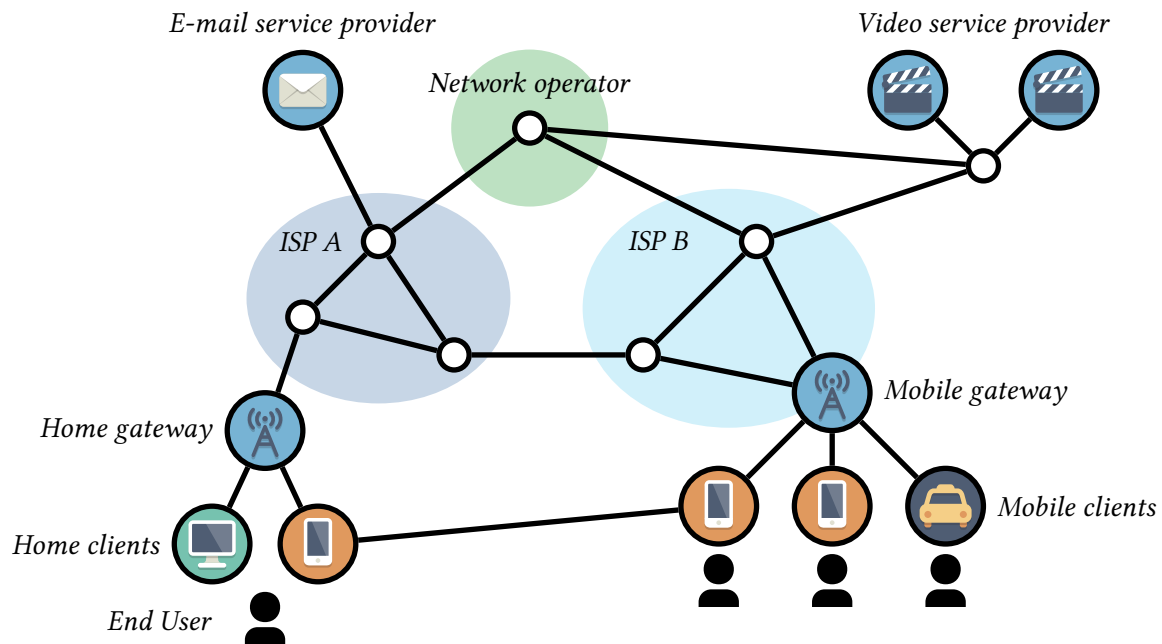 E-mail service provider
Video service provider
Network operator
ISP A
ISP B
Mobile gateway
Home gateway
Mobile clients
Home clients
End User